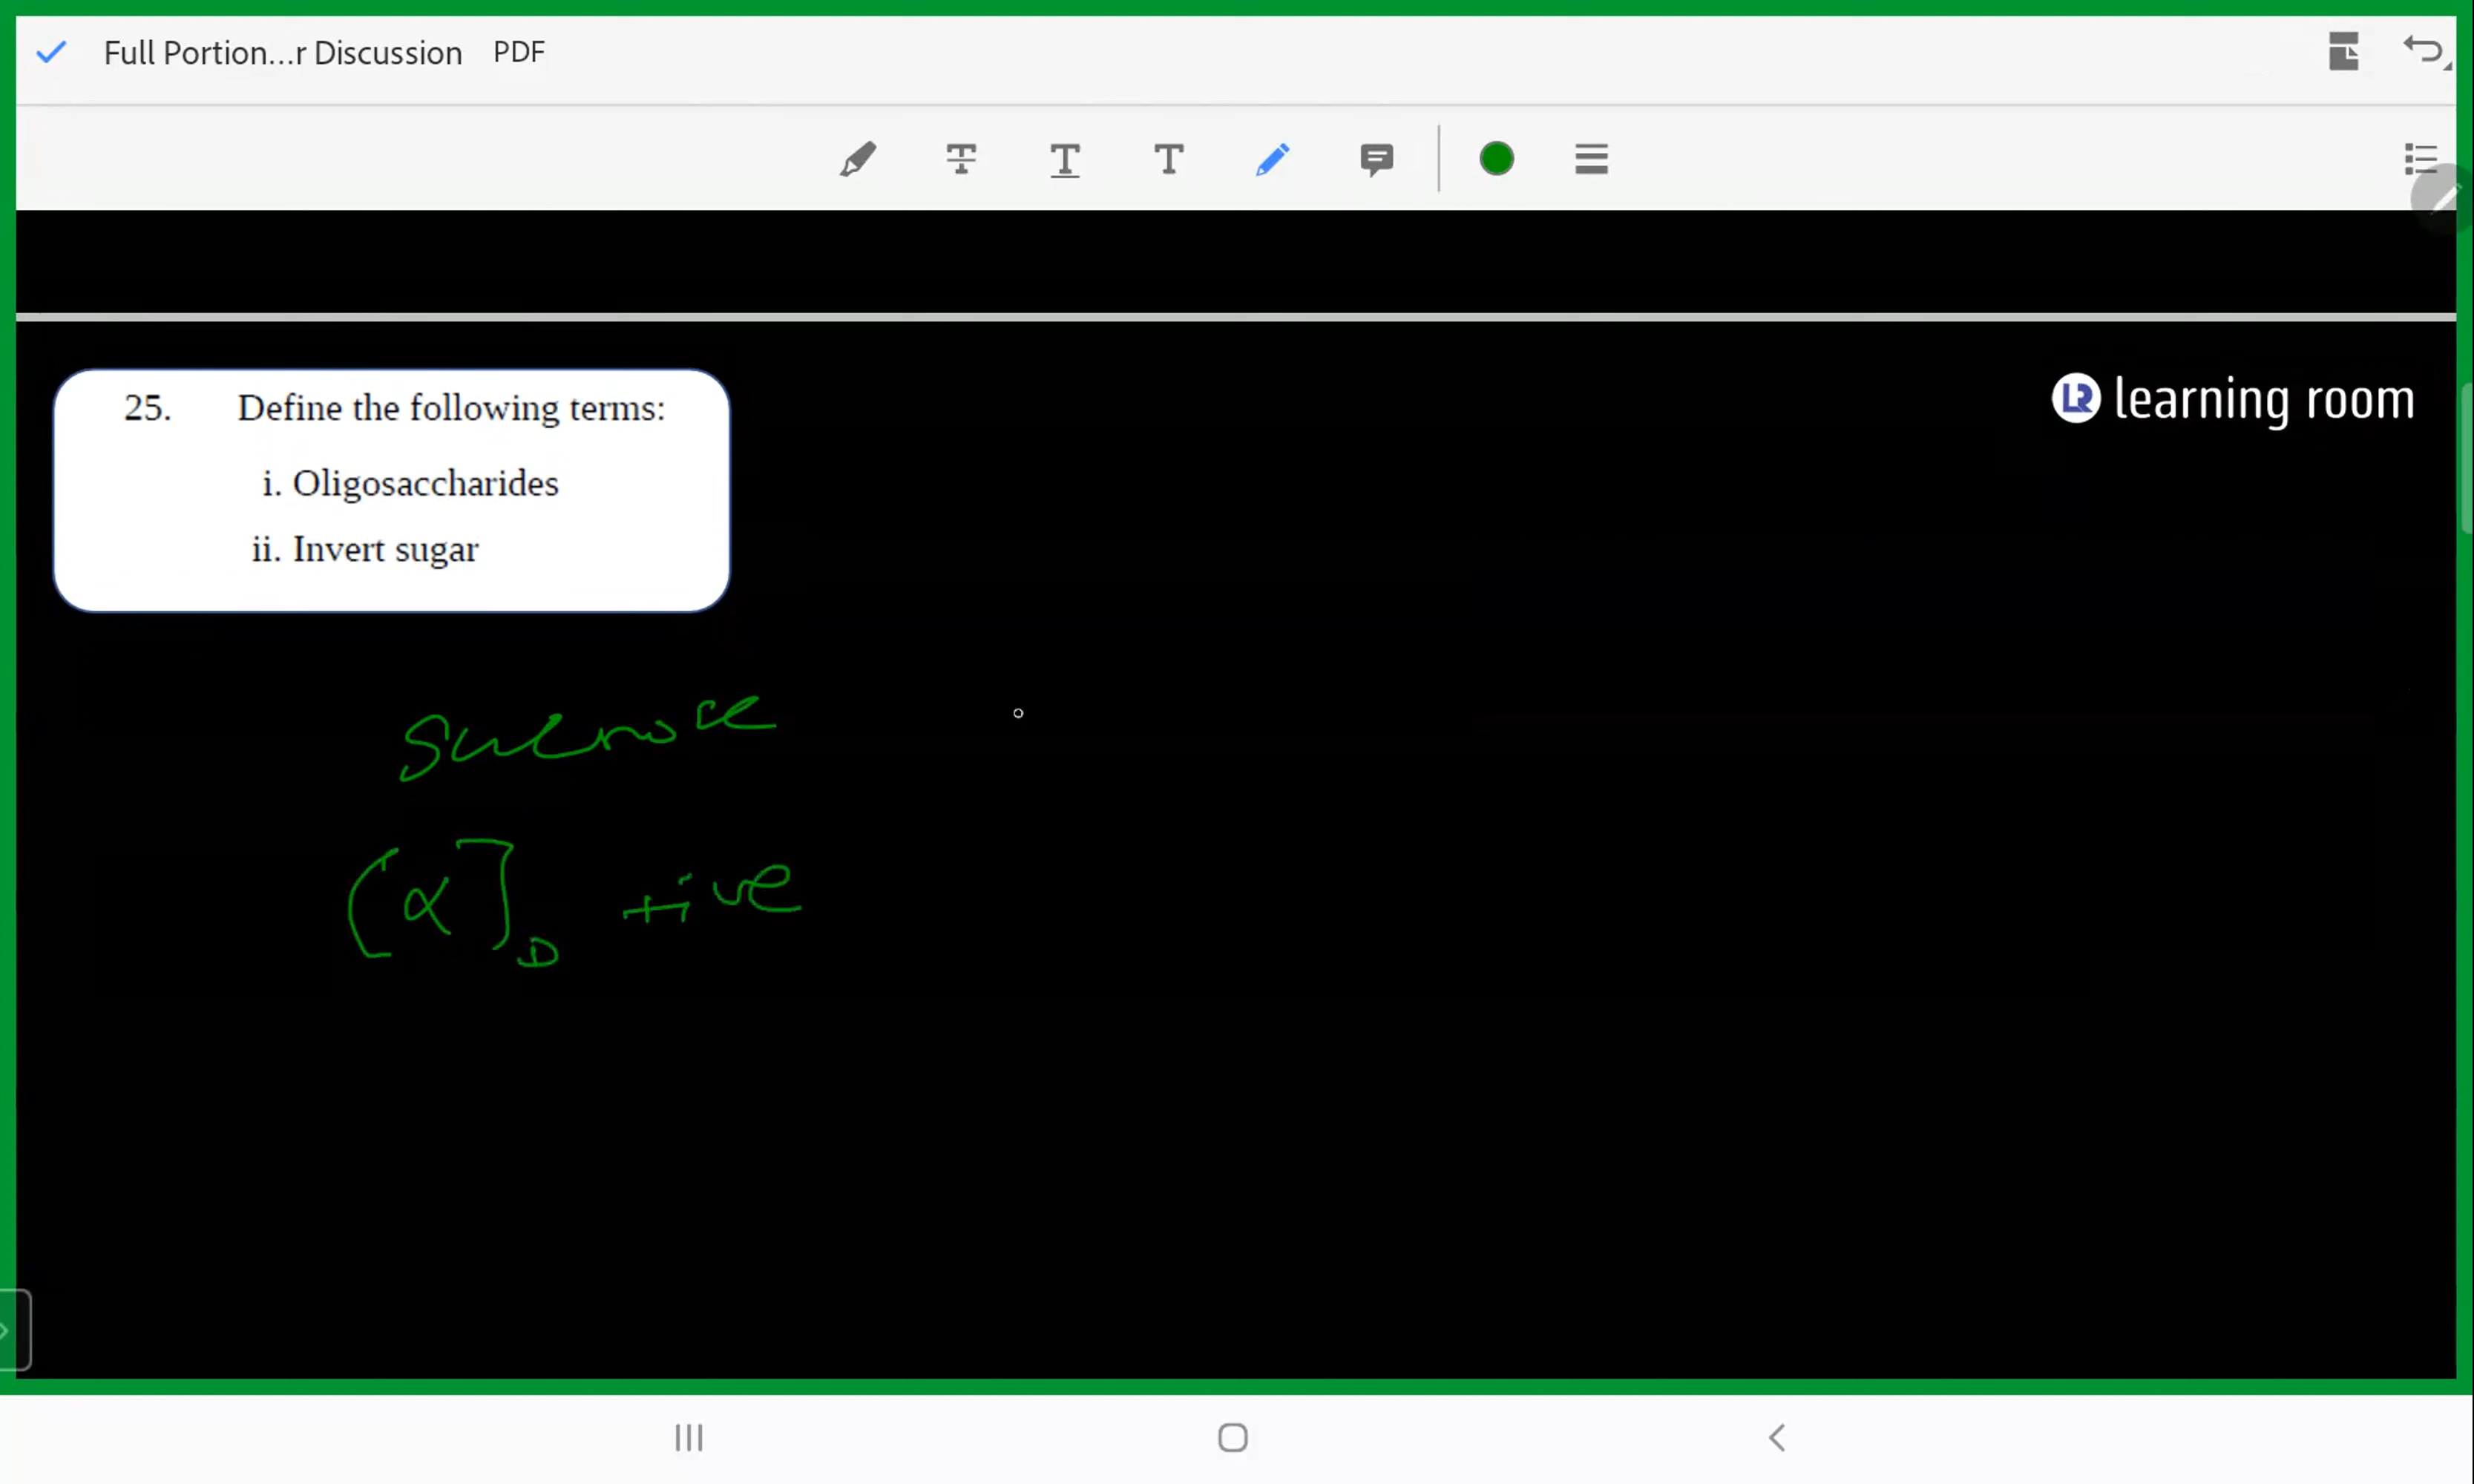 Full Portion...r Discussion PDF
learning room
25. Define the following terms:
i. Oligosaccharides
ii. Invert sugar
sucrose
[α]D +ive